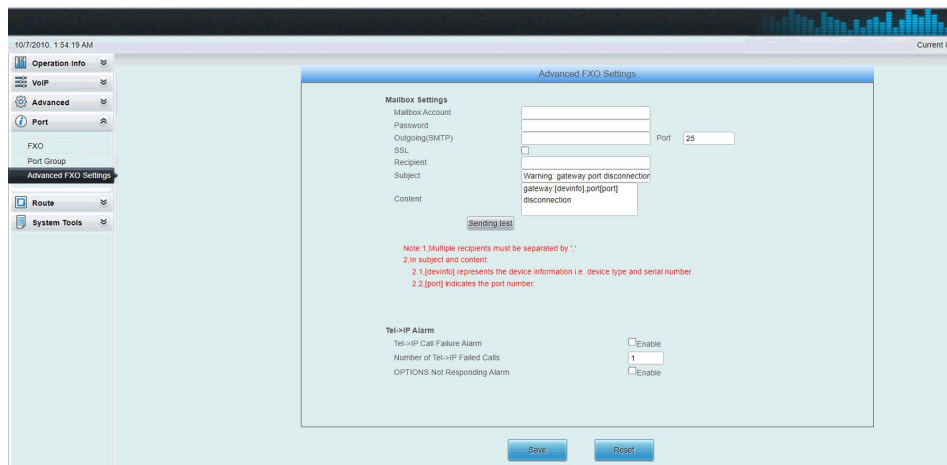 10/7/2010, 1:54:19 AM
Current
Operation Info
VoIP
Advanced
Port
FXO
Port Group
Advanced FXO Settings
Route
System Tools
Advanced FXO Settings
Mailbox Settings
Mailbox Account
Password
Outgoing(SMTP)
Port 25
SSL
Recipient
Subject Warning: gateway port disconnection
Content gateway:[devinfo],port[port]
disconnection
Sending test
Note:1,Multiple recipients must be separated by ','
2,In subject and content:
2.1,[devinfo] represents the device information i.e. device type and serial number.
2.2,[port] indicates the port number.
Tel->IP Alarm
Tel->IP Call Failure Alarm Enable
Number of Tel->IP Failed Calls 1
OPTIONS Not Responding Alarm Enable
Save Reset